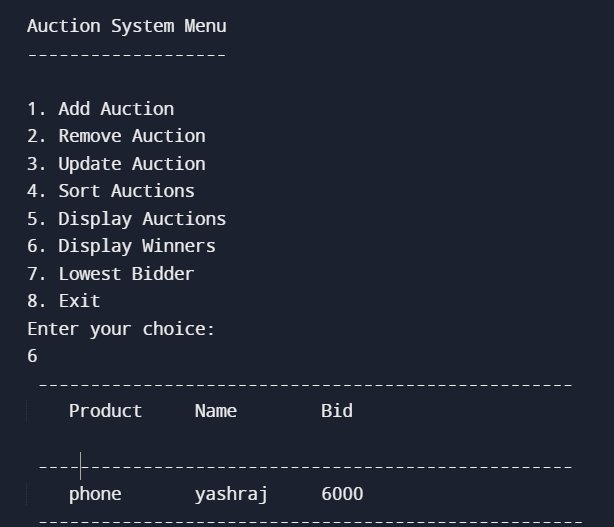 Auction System Menu
-------------------
1. Add Auction
2. Remove Auction
3. Update Auction
4. Sort Auctions
5. Display Auctions
6. Display Winners
7. Lowest Bidder
8. Exit
Enter your choice:
6
---------------------------------------------------
Product Name Bid
---------------------------------------------------
phone yashraj 6000
----------------------------------------------------